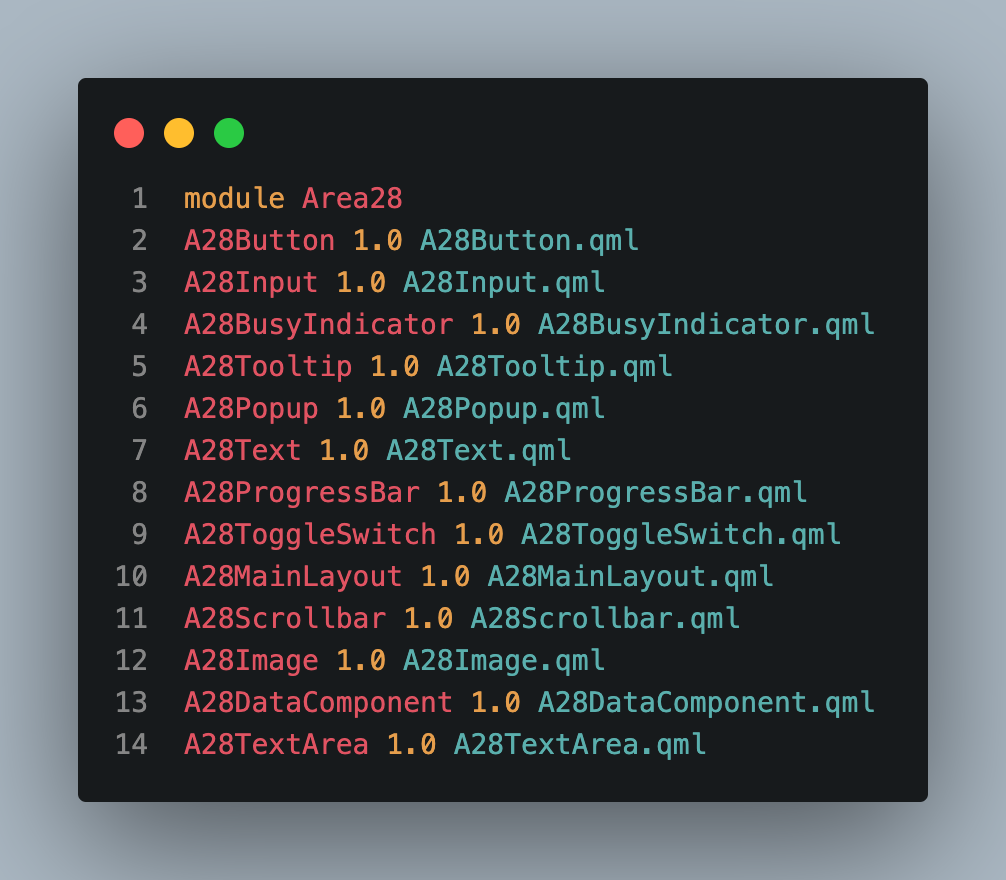 1 module Area28
2 A28Button 1.0 A28Button.qml
3 A28Input 1.0 A28Input.qml
4 A28BusyIndicator 1.0 A28BusyIndicator.qml
5 A28Tooltip 1.0 A28Tooltip.qml
6 A28Popup 1.0 A28Popup.qml
7 A28Text 1.0 A28Text.qml
8 A28ProgressBar 1.0 A28ProgressBar.qml
9 A28ToggleSwitch 1.0 A28ToggleSwitch.qml
10 A28MainLayout 1.0 A28MainLayout.qml
11 A28Scrollbar 1.0 A28Scrollbar.qml
12 A28Image 1.0 A28Image.qml
13 A28DataComponent 1.0 A28DataComponent.qml
14 A28TextArea 1.0 A28TextArea.qml